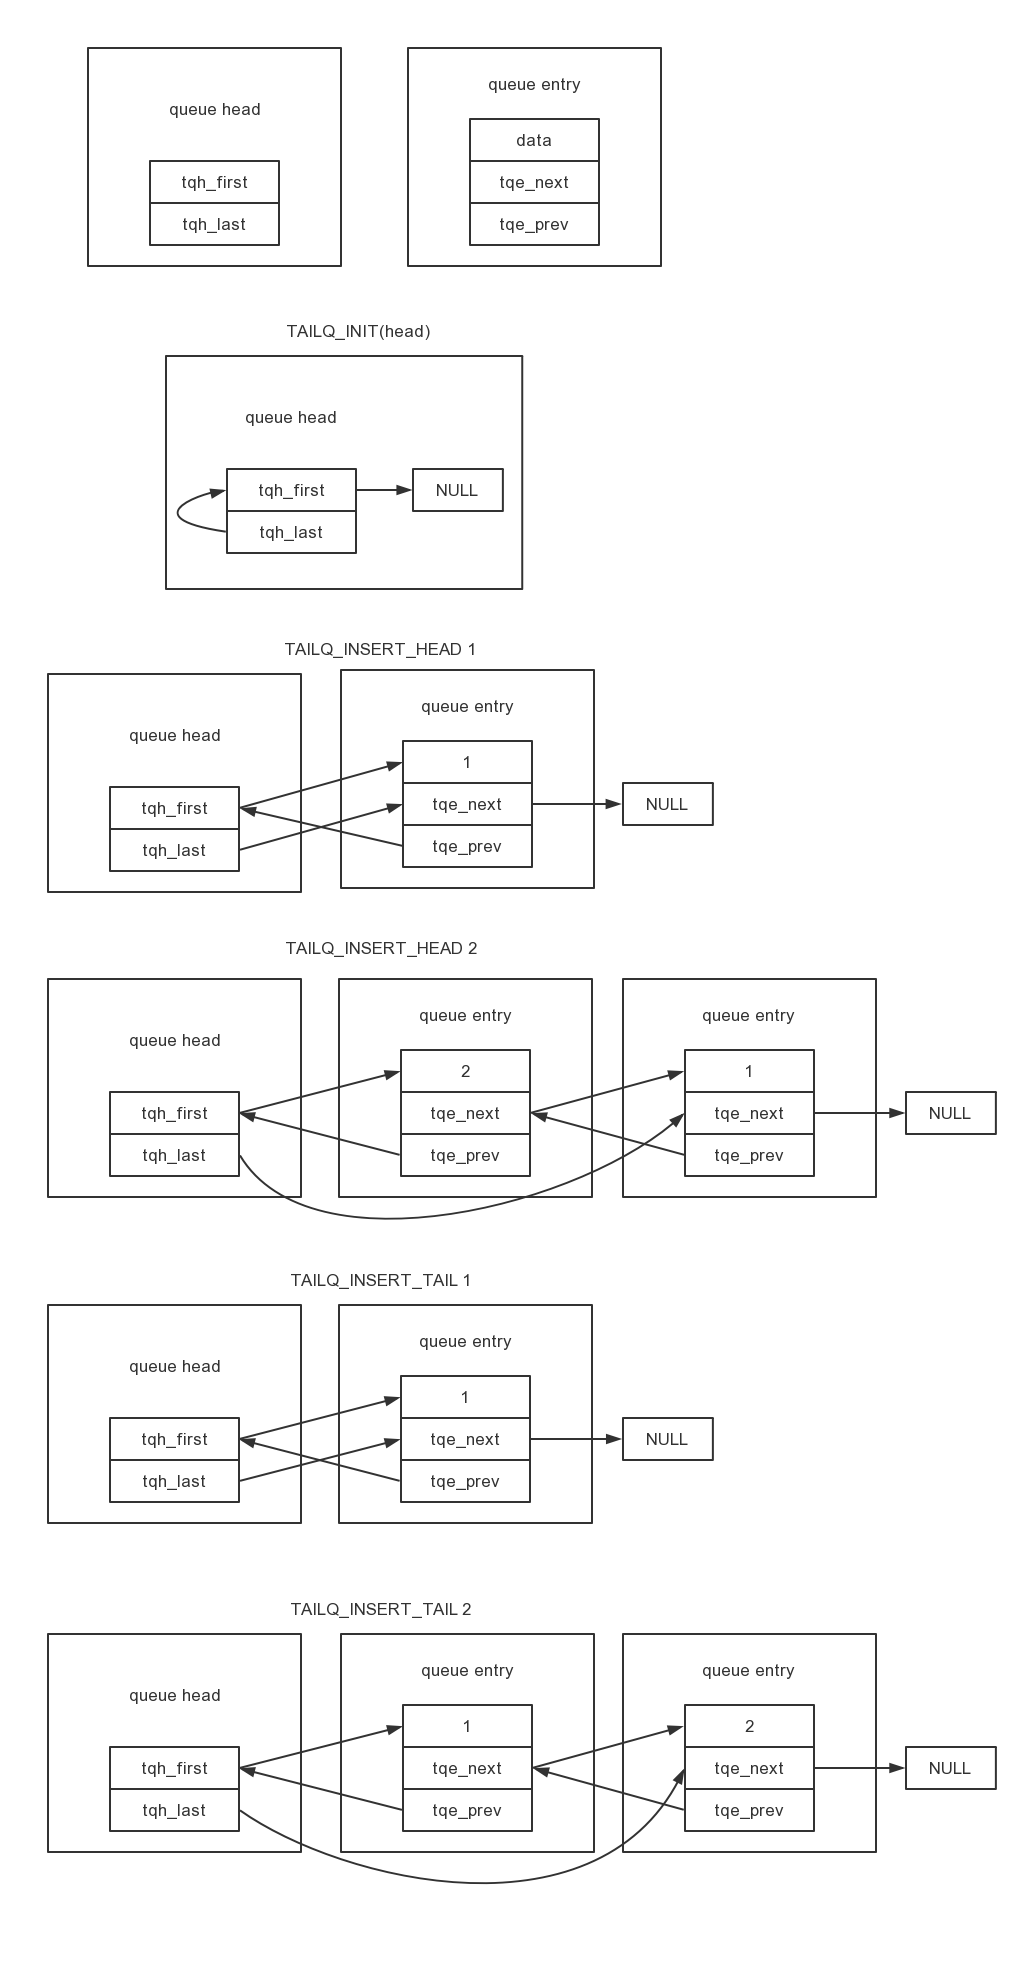 queue head
tqh_first
tqh_last
queue entry
data
tqe_next
tqe_prev
TAILQ_INIT(head)
queue head
tqh_first
NULL
tqh_last
TAILQ_INSERT_HEAD 1
queue head
tqh_first
tqh_last
queue entry
1
tqe_next
tqe_prev
NULL
TAILQ_INSERT_HEAD 2
queue head
tqh_first
tqh_last
queue entry
2
tqe_next
tqe_prev
queue entry
1
tqe_next
tqe_prev
NULL
TAILQ_INSERT_TAIL 1
queue head
tqh_first
tqh_last
queue entry
1
tqe_next
tqe_prev
NULL
TAILQ_INSERT_TAIL 2
queue head
tqh_first
tqh_last
queue entry
1
tqe_next
tqe_prev
queue entry
2
tqe_next
tqe_prev
NULL